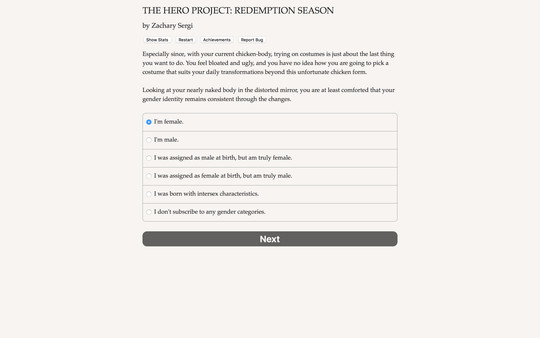 THE HERO PROJECT: REDEMPTION SEASON
by Zachary Sergi
Show Stats Restart Achievements Report Bug
Especially since, with your current chicken-body, trying on costumes is just about the last thing
you want to do. You feel bloated and ugly, and you have no idea how you are going to pick a
costume that suits your daily transformations beyond this unfortunate chicken form.
Looking at your nearly naked body in the distorted mirror, you are at least comforted that your
gender identity remains consistent through the changes.
I'm female.
I'm male.
I was assigned as male at birth, but am truly female.
I was assigned as female at birth, but am truly male.
I was born with intersex characteristics.
I don't subscribe to any gender categories.
Next